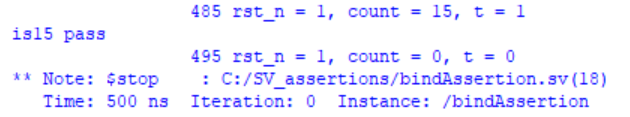 485 rst_n = 1, count = 15, t = 1
is15 pass
495 rst_n = 1, count = 0, t = 0
** Note: $stop    : C:/SV_assertions/bindAssertion.sv(18)
Time: 500 ns  Iteration: 0  Instance: /bindAssertion